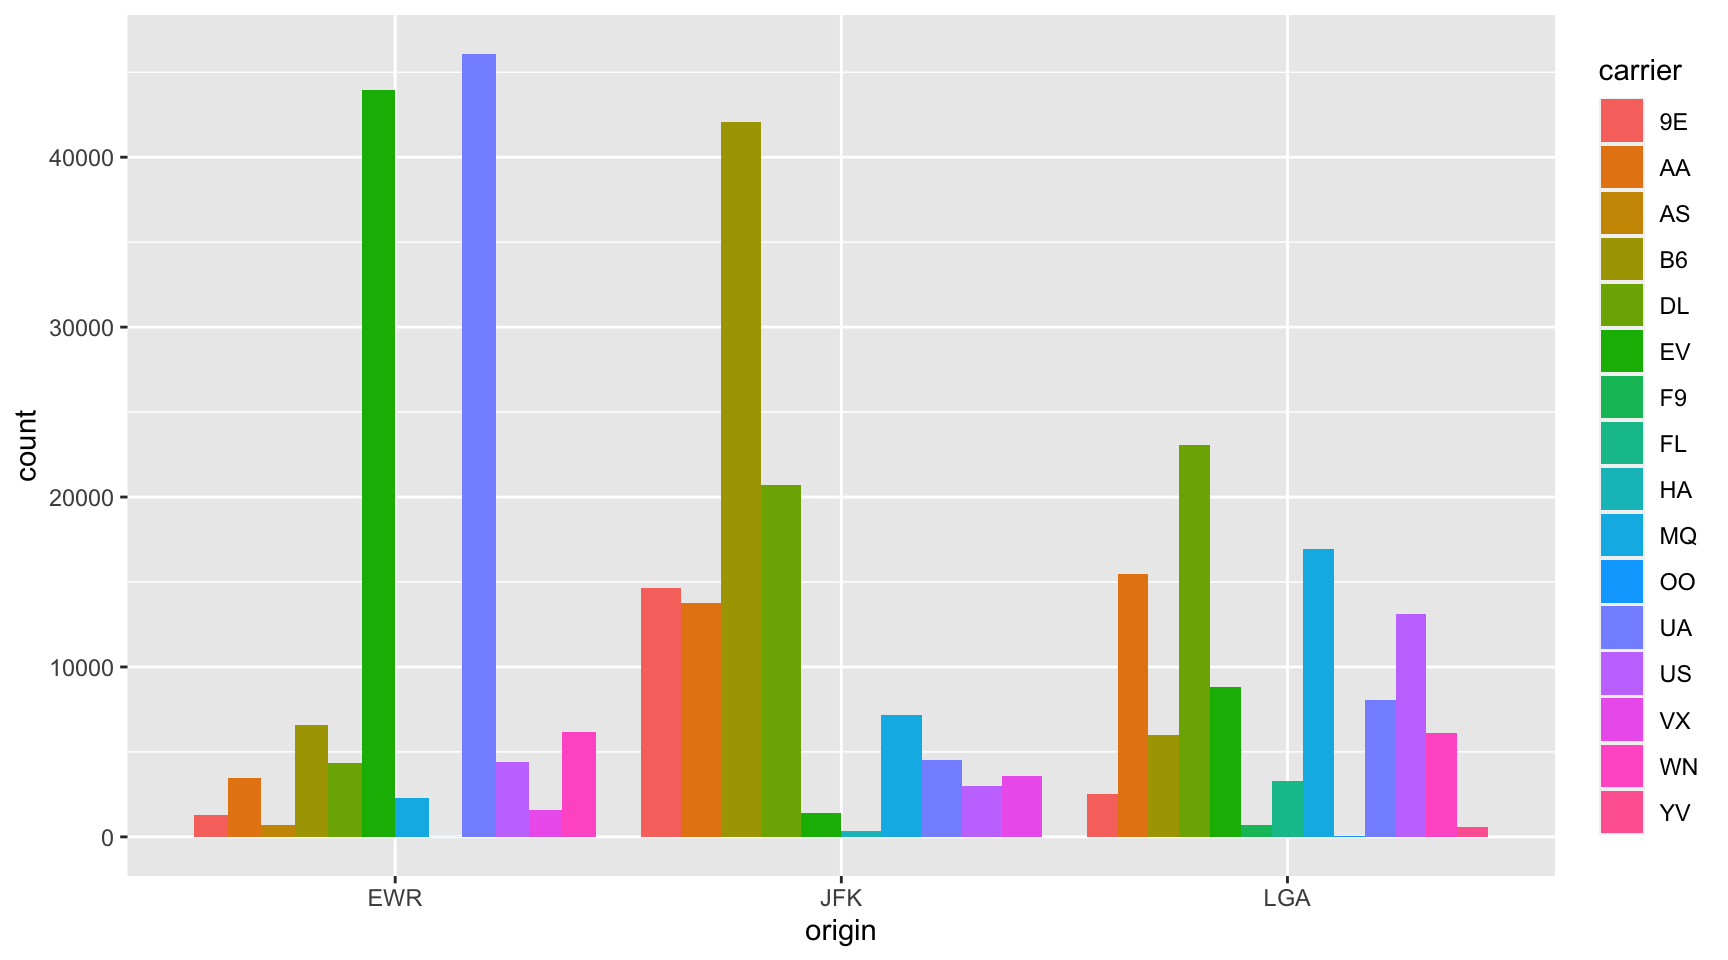 carrier
9E
AA
AS
B6
DL
EV
F9
FL
HA
MQ
OO
UA
US
VX
WN
YV
count
40000
30000
20000
10000
0
EWR JFK LGA
origin